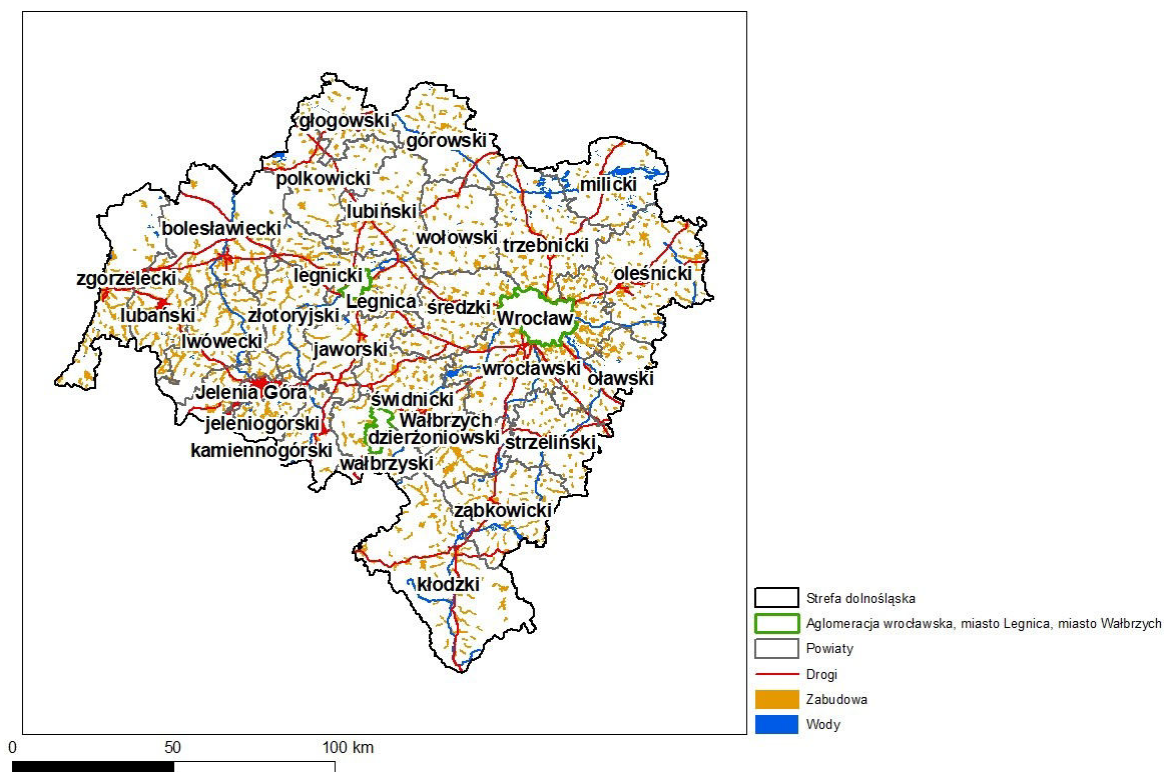 głogowski
górowski
polkowicki
milicki
lubiński
bolesławiecki
wołowski
trzebnicki
zgorzelecki
legnicki
oleśnicki
Legnica
średzki
lubański
złotoryjski
Wrocław
lwówecki
jaworski
wrocławski
oławski
Jelenia Góra
świdnicki
jeleniogórski
Wałbrzych
dzierżoniowski
strzeliński
kamiennogórski
wałbrzyski
ząbkowicki
kłodzki
Strefa dolnośląska
Aglomeracja wrocławska, miasto Legnica, miasto Wałbrzych
Powiaty
Drogi
Zabudowa
Wody
0 50 100 km